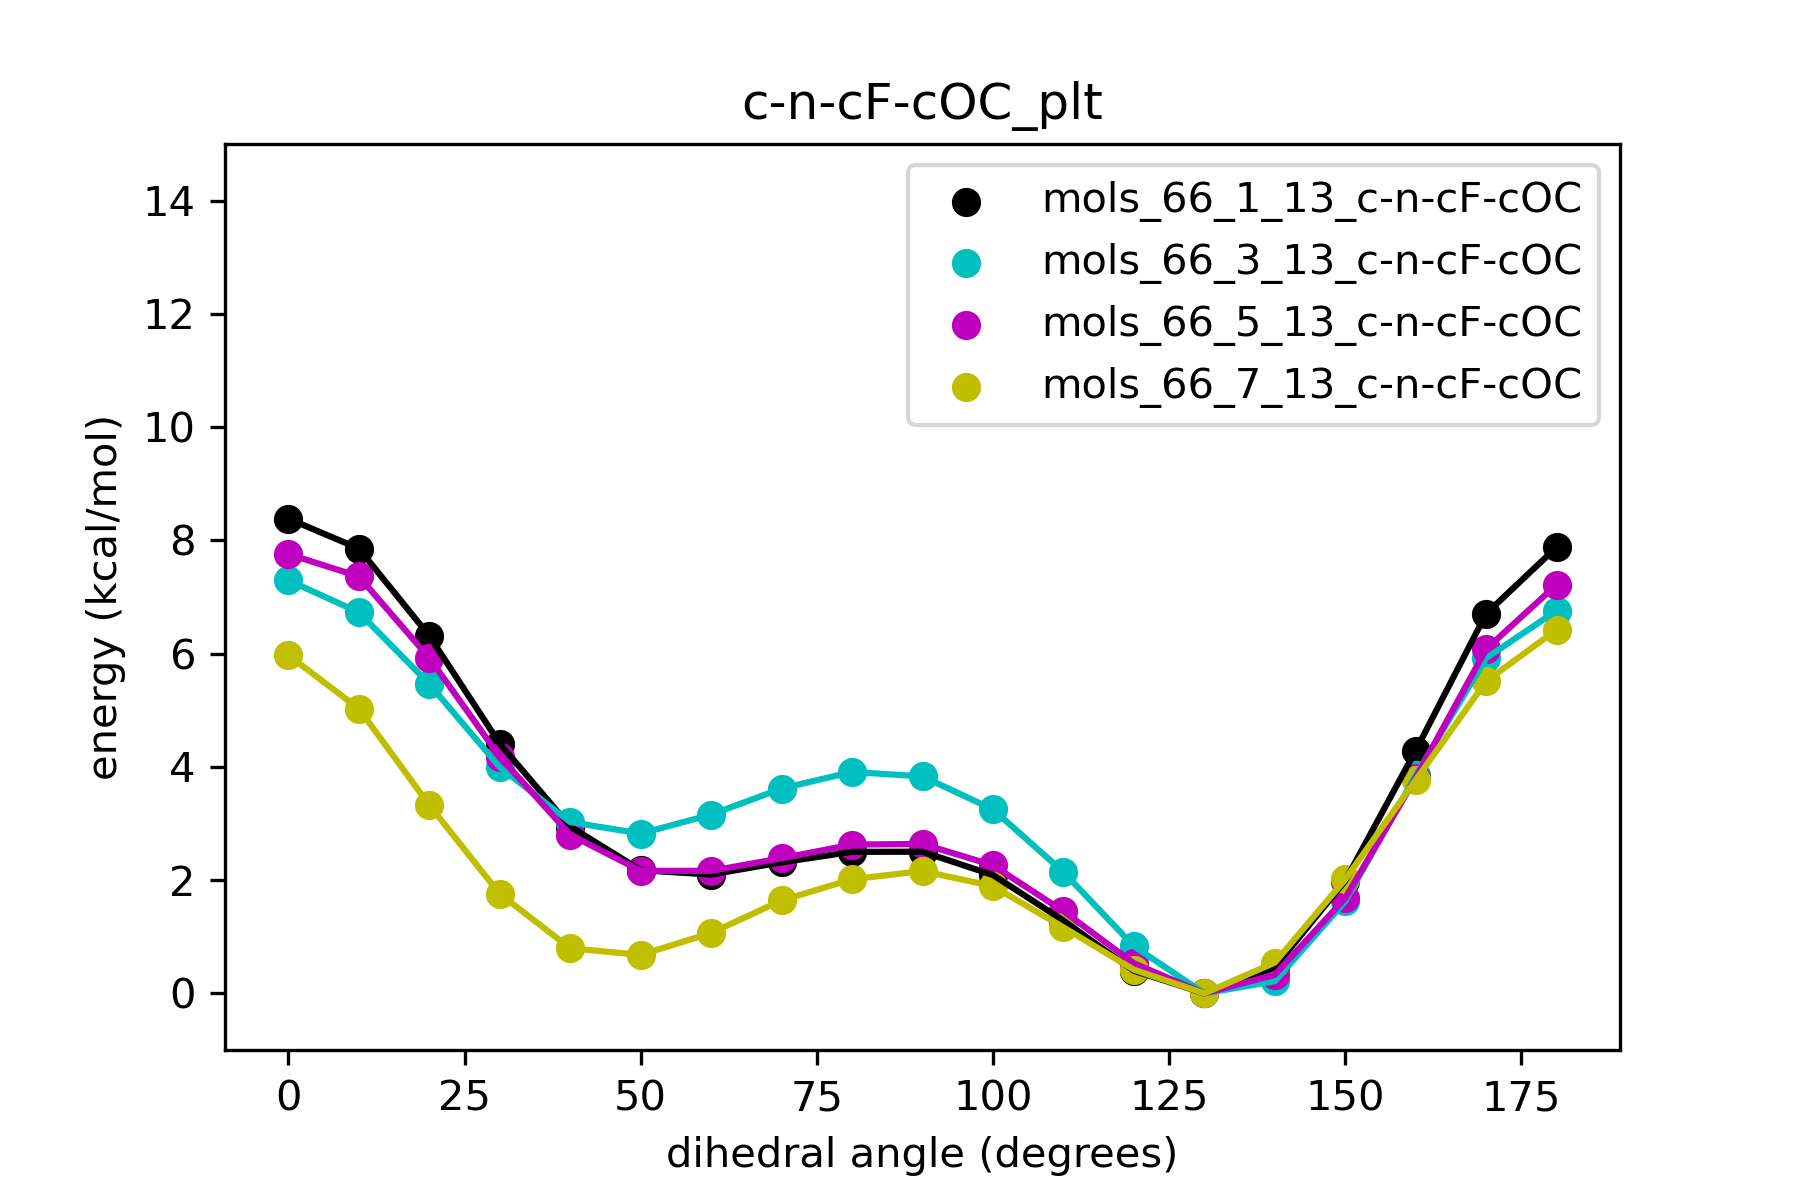 c-n-cF-cOC_plt
mols_66_1_13_c-n-cF-cOC
mols_66_3_13_c-n-cF-cOC
mols_66_5_13_c-n-cF-cOC
mols_66_7_13_c-n-cF-cOC
energy (kcal/mol)
14
12
10
8
6
4
2
0
0 25 50 75 100 125 150 175
dihedral angle (degrees)